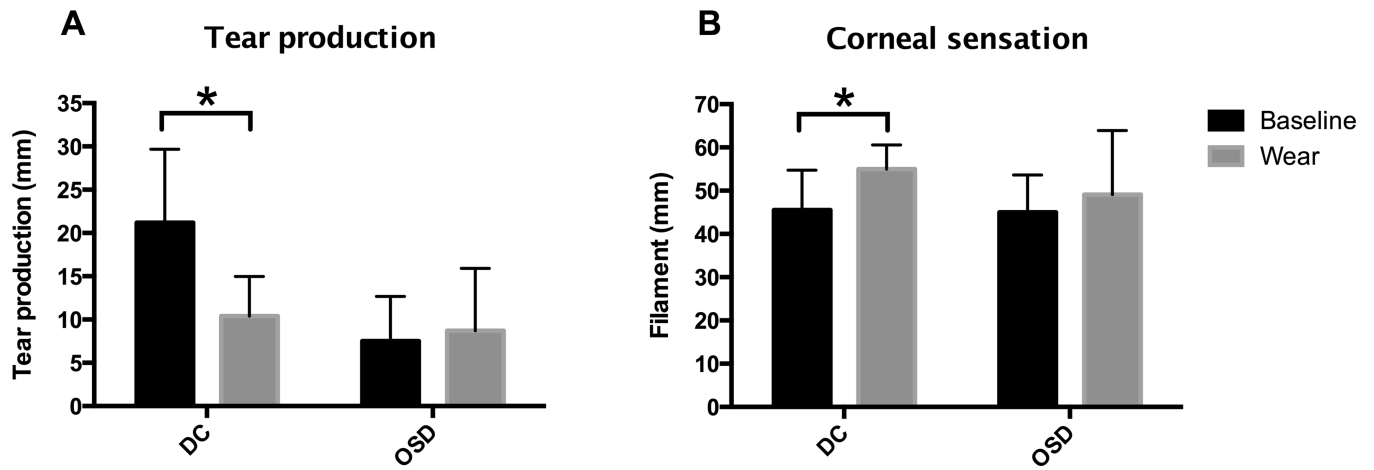 A
Tear production
Tear production (mm)
35
30
25
20
15
10
5
0
*
DC
OSD
B
Corneal sensation
Filament (mm)
70
60
50
40
30
20
10
0
*
DC
OSD
Baseline
Wear